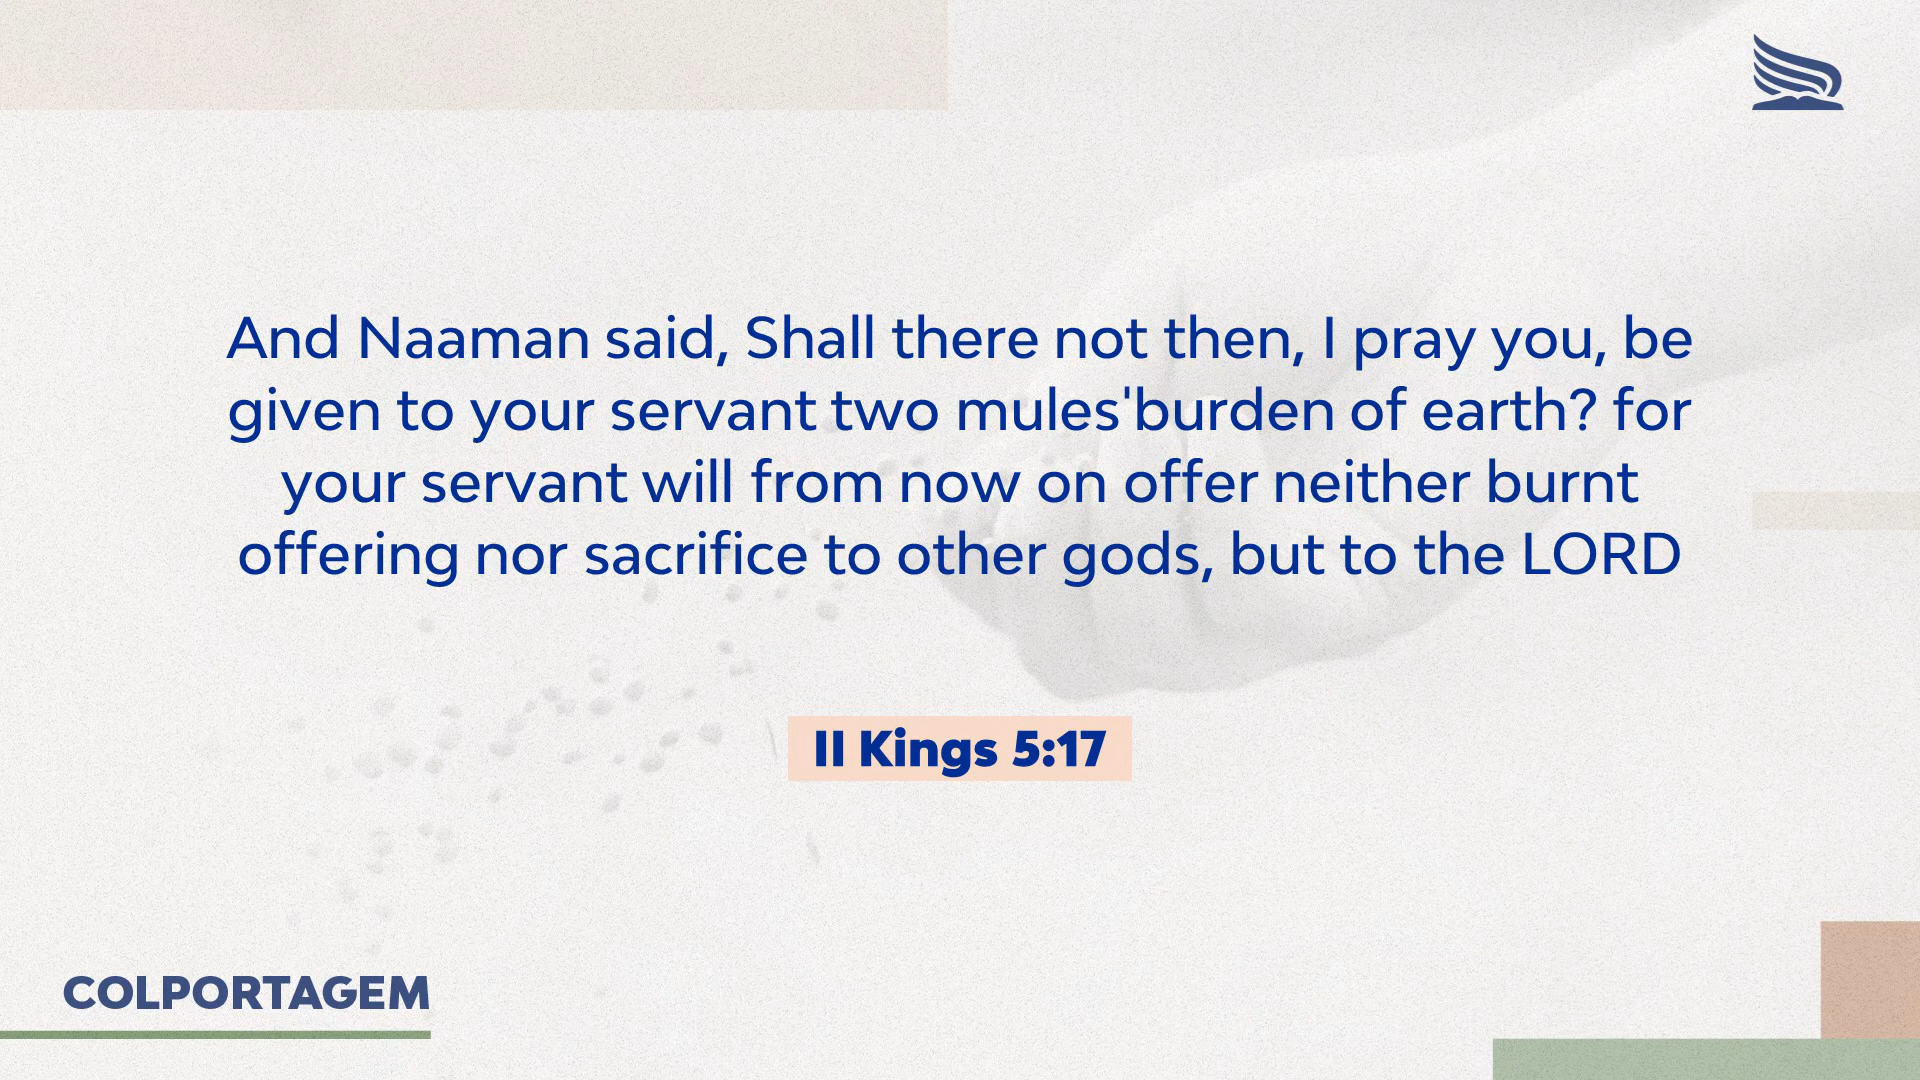 And Naaman said, Shall there not then, I pray you, be
given to your servant two mules'burden of earth? for
your servant will from now on offer neither burnt
offering nor sacrifice to other gods, but to the LORD
II Kings 5:17
COLPORTAGEM